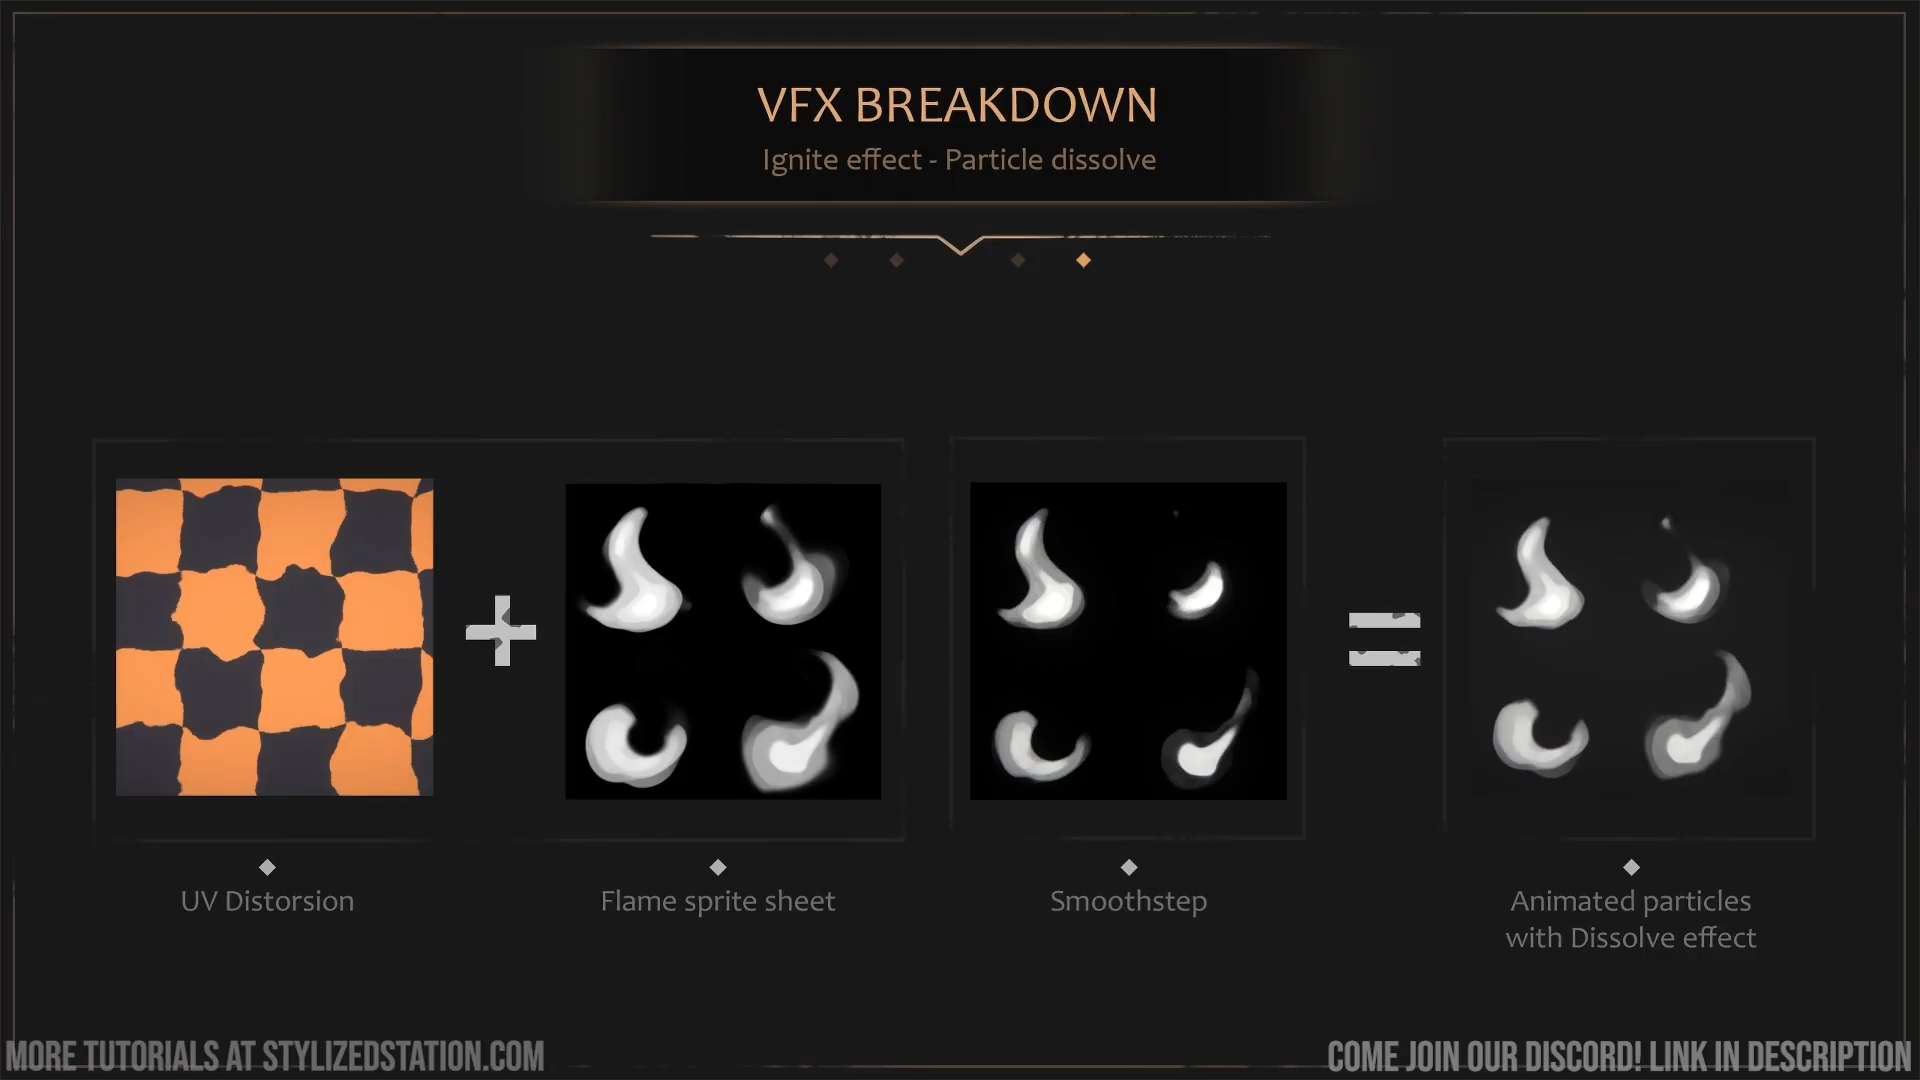 VFX BREAKDOWN
Ignite effect - Particle dissolve
UV Distorsion
Flame sprite sheet
Smoothstep
Animated particles
with Dissolve effect
MORE TUTORIALS AT STYLIZEDSTATION.COM
COME JOIN OUR DISCORD! LINK IN DESCRIPTION